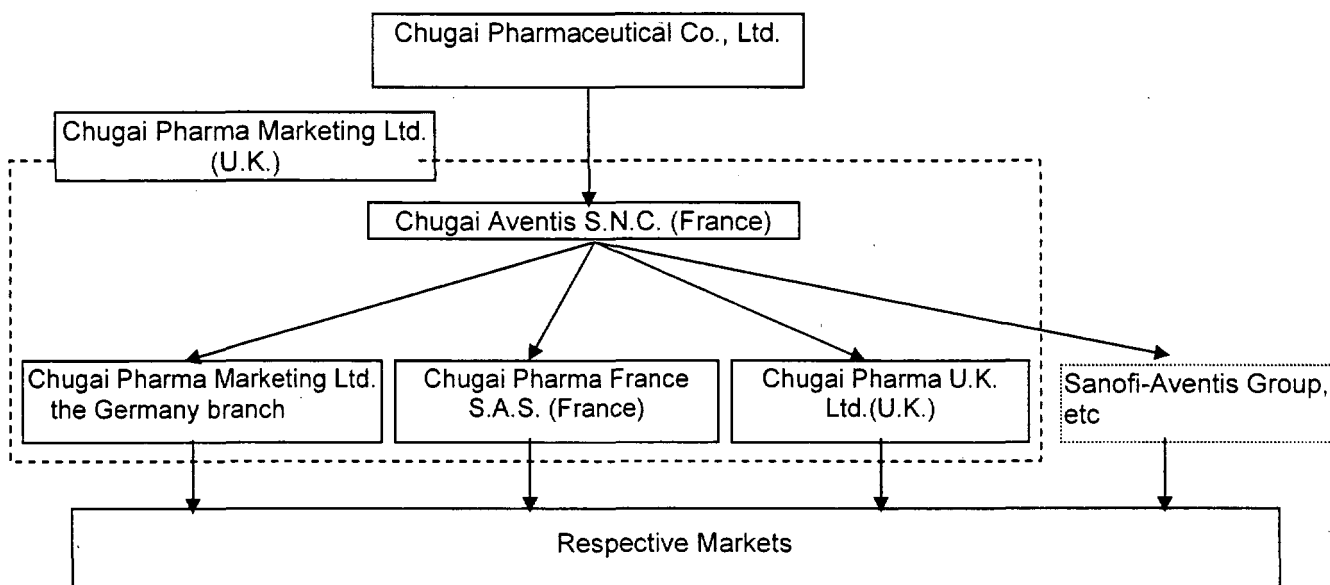 Chugai Pharmaceutical Co., Ltd.
Chugai Pharma Marketing Ltd.
(U.K.)
Chugai Aventis S.N.C. (France)
Chugai Pharma Marketing Ltd.
the Germany branch
Chugai Pharma France
S.A.S. (France)
Chugai Pharma U.K.
Ltd.(U.K.)
Sanofi-Aventis Group,
etc
Respective Markets